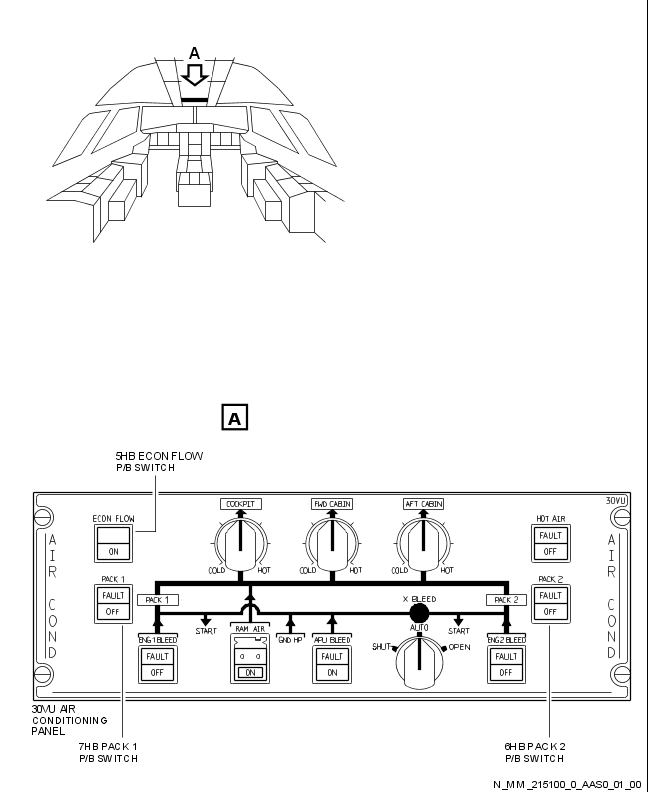 A
A
5HB ECON FLOW
P/B SWITCH
30VU
COCKPIT
FWD CABIN
AFT CABIN
ECON FLOW
HOT AIR
ON
FAULT
OFF
COLD
HOT
COLD
HOT
COLD
HOT
AIR COND
AIR COND
PACK 1
FAULT
OFF
PACK 2
FAULT
OFF
PACK 1
X BLEED
PACK 2
START
AUTO
START
ENG 1 BLEED
RAM AIR
GND HP
APU BLEED
SHUT
OPEN
ENG2 BLEED
FAULT
OFF
ON
FAULT
ON
FAULT
OFF
30VU AIR
CONDITIONING
PANEL
7HB PACK 1
P/B SWITCH
6HB PACK 2
P/B SWITCH
N_MM_215100_0_AAS0_01_00